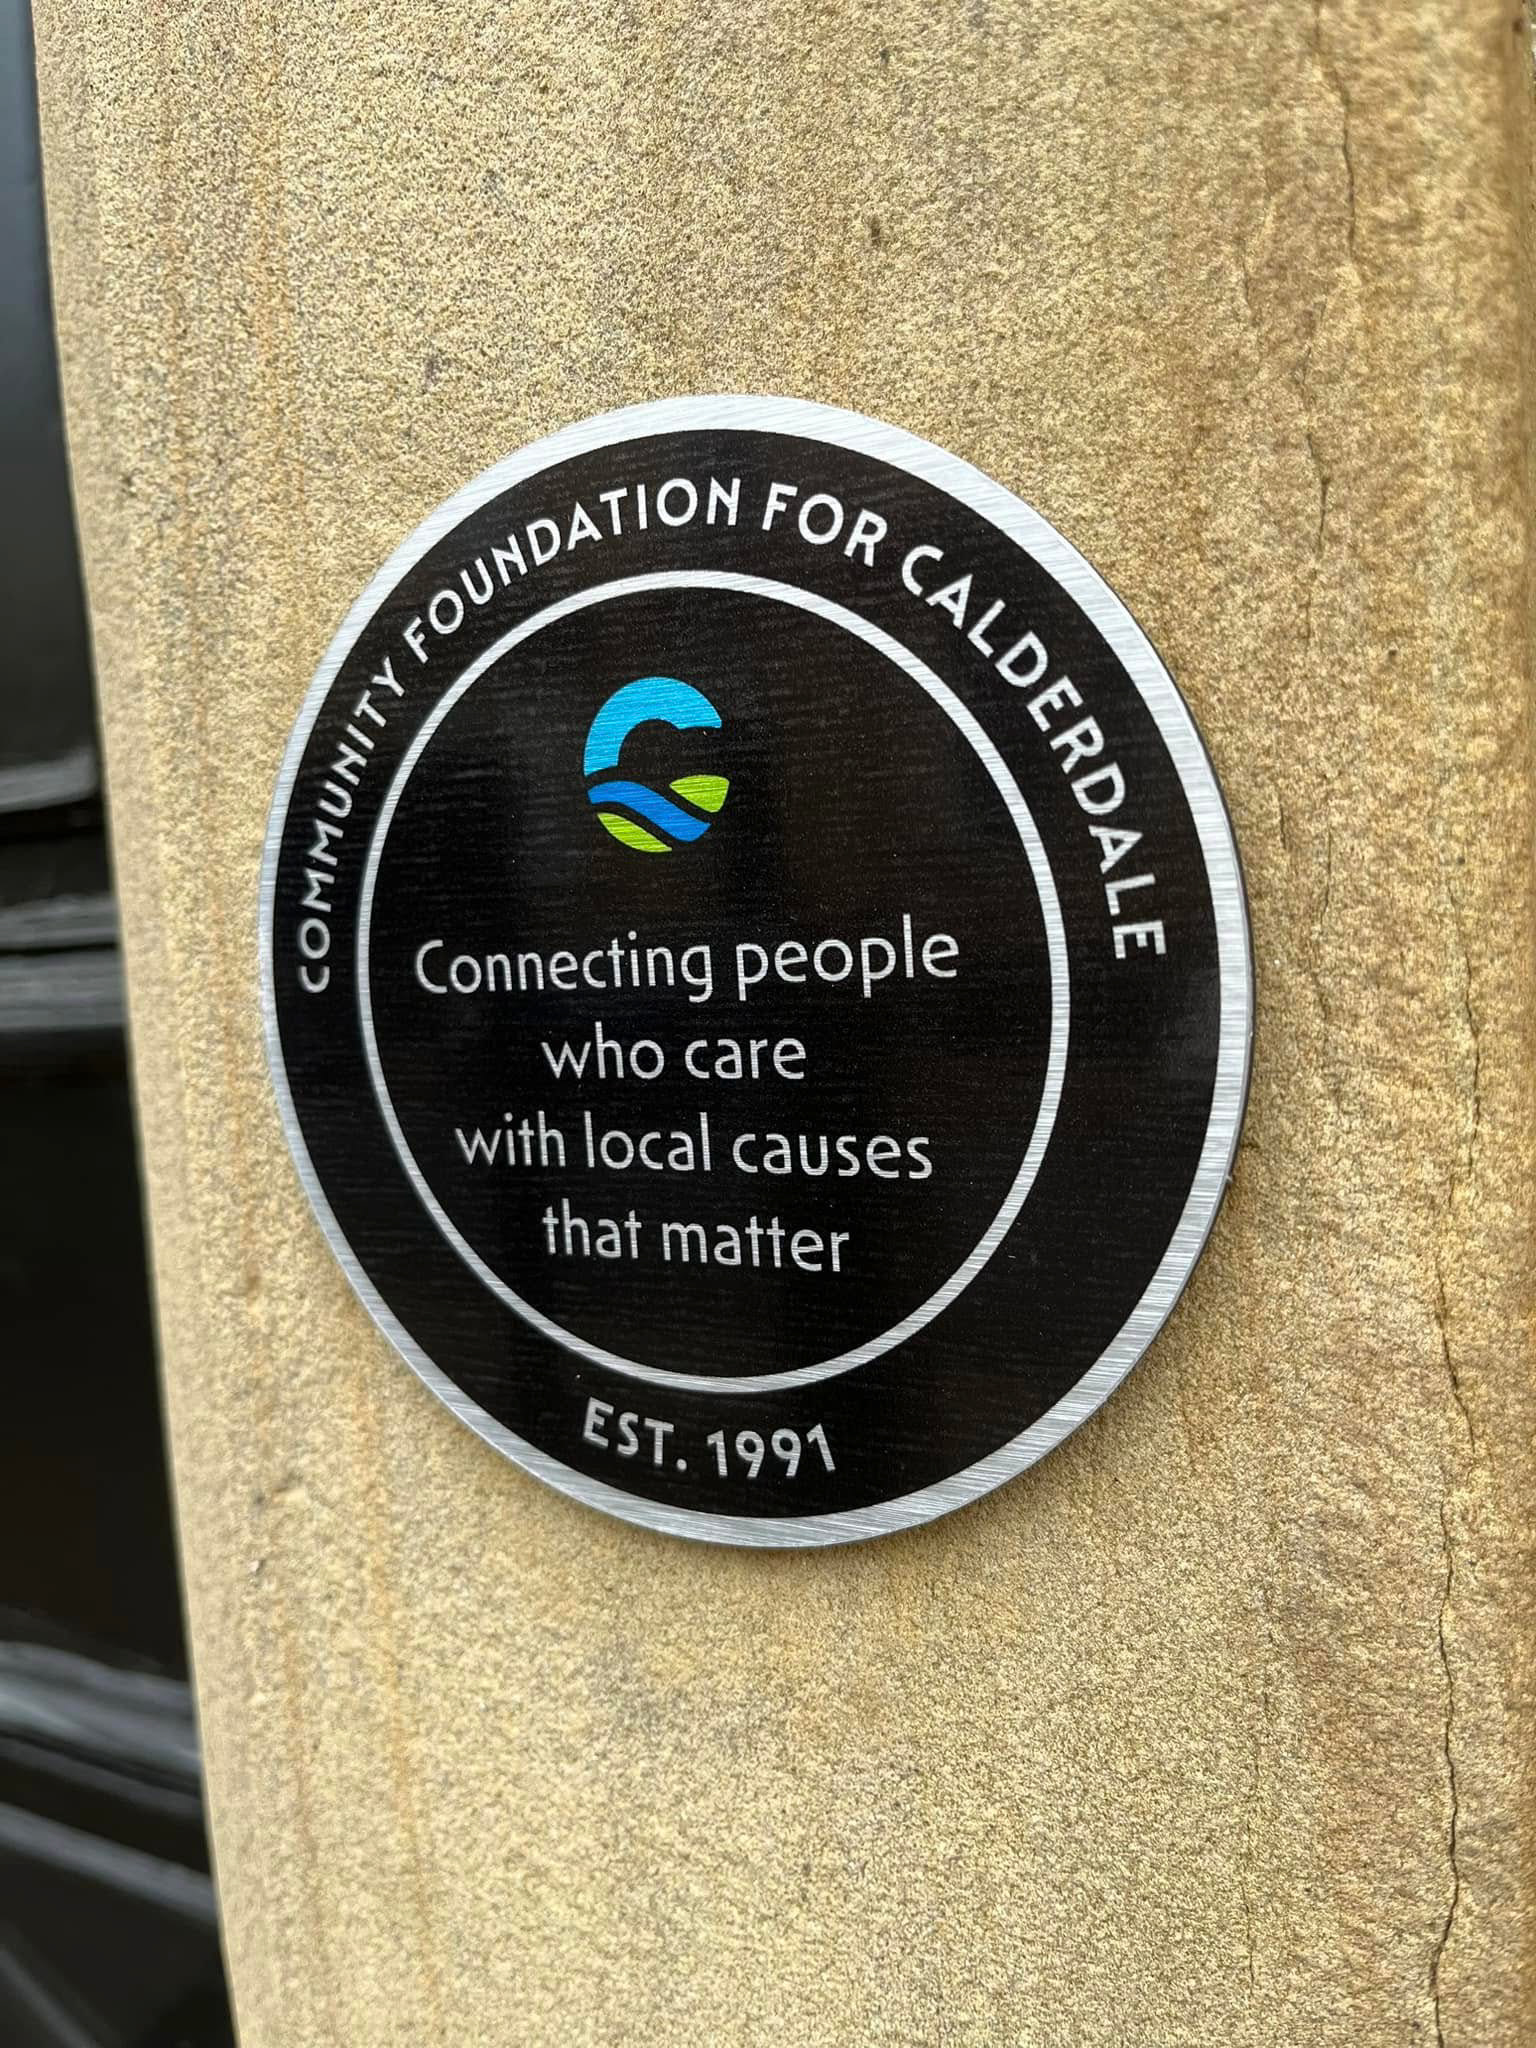 COMMUNITY FOUNDATION FOR CALDERDALE
Connecting people
who care
with local causes
that matter
EST. 1991